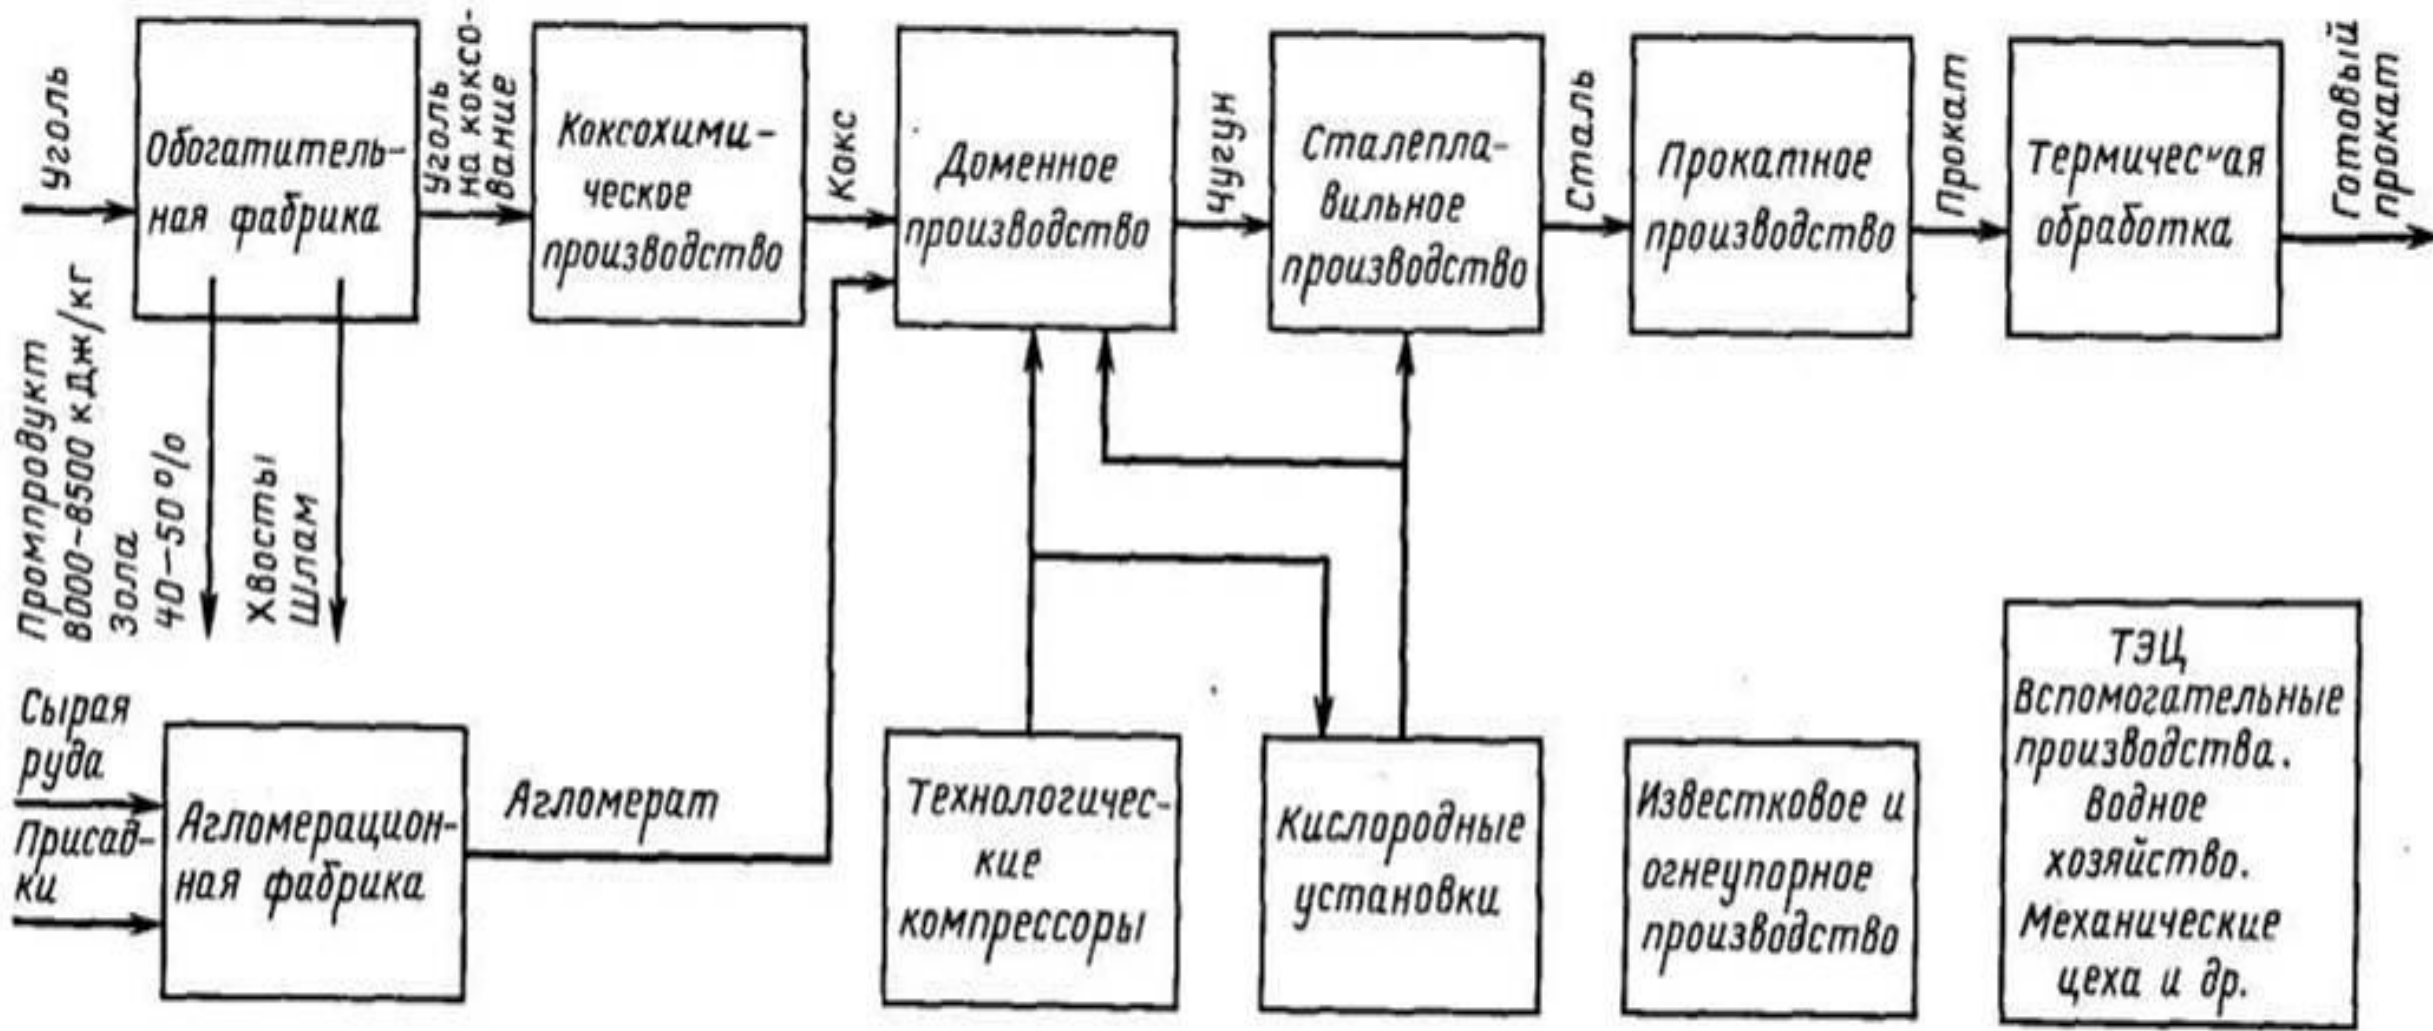 Уголь
Обогатитель-
ная фабрика
Уголь
на коксо-
вание
Коксохими-
ческое
производство
Кокс
Доменное
производство
Чугун
Сталепла-
вильное
производство
Сталь
Прокатное
производство
Прокат
Термическая
обработка
Готовый
прокат
Промпродукт
8000-8500 кДж/кг
Зола
40-50%
Хвосты
Шлам
Сырая
руда
Присад-
ки
Агломерацион-
ная фабрика
Агломерат
Технологичес-
кие
компрессоры
Кислородные
установки
Известковое и
огнеупорное
производство
ТЭЦ
Вспомогательные
производства.
Водное
хозяйство.
Механические
цеха и др.